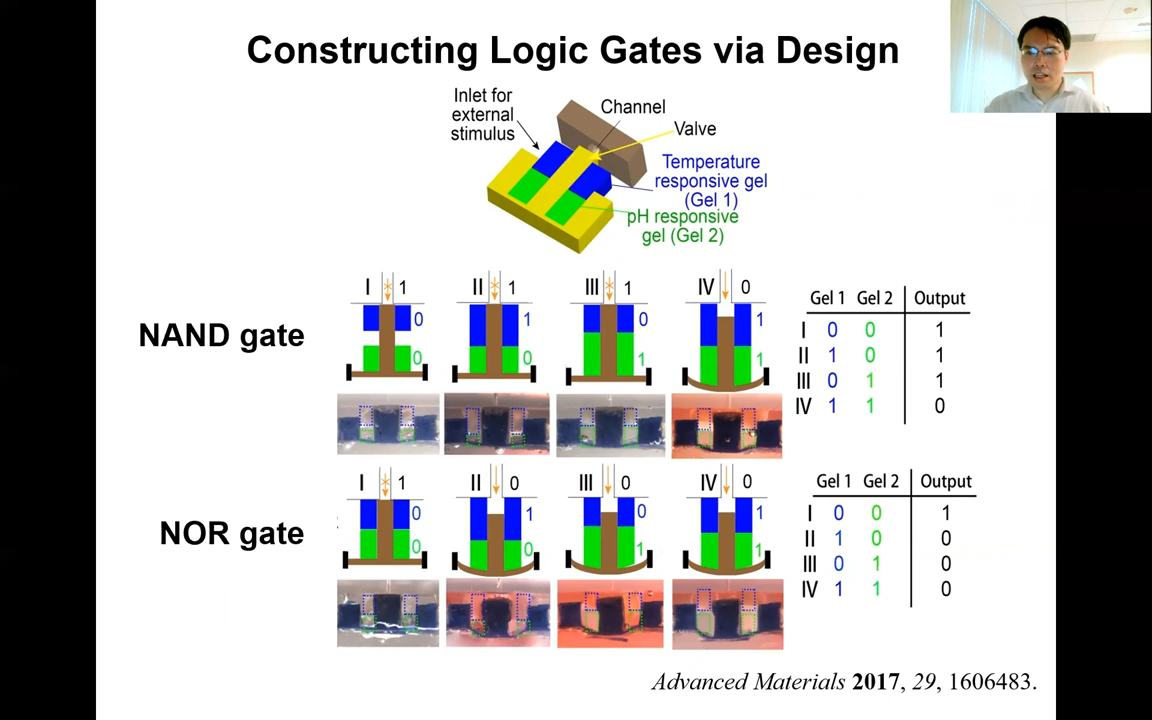 Constructing Logic Gates via Design
Inlet for
external
stimulus
Channel
Valve
Temperature
responsive gel
(Gel 1)
pH responsive
gel (Gel 2)
NAND gate
I 1
0
0
II 1
1
0
III 1
0
1
IV 0
1
1
Gel 1 Gel 2 Output
I 0 0 1
II 1 0 1
III 0 1 1
IV 1 1 0
NOR gate
I 1
0
0
II 0
1
0
III 0
0
1
IV 0
1
1
Gel 1 Gel 2 Output
I 0 0 1
II 1 0 0
III 0 1 0
IV 1 1 0
Advanced Materials 2017, 29, 1606483.